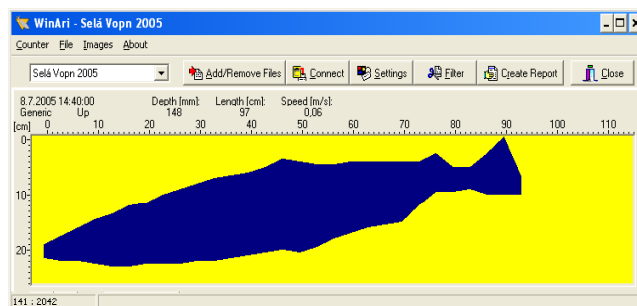 WinAri - Selá Vopn 2005
Counter File Images About
Selá Vopn 2005 Add/Remove Files Connect Settings Filter Create Report Close
8.7.2005 14:40:00 Depth [mm]: Length [cm]: Speed [m/s]:
Generic Up 148 97 0,06
[cm] 0 10 20 30 40 50 60 70 80 90 100 110
0
10
20
141 : 2042